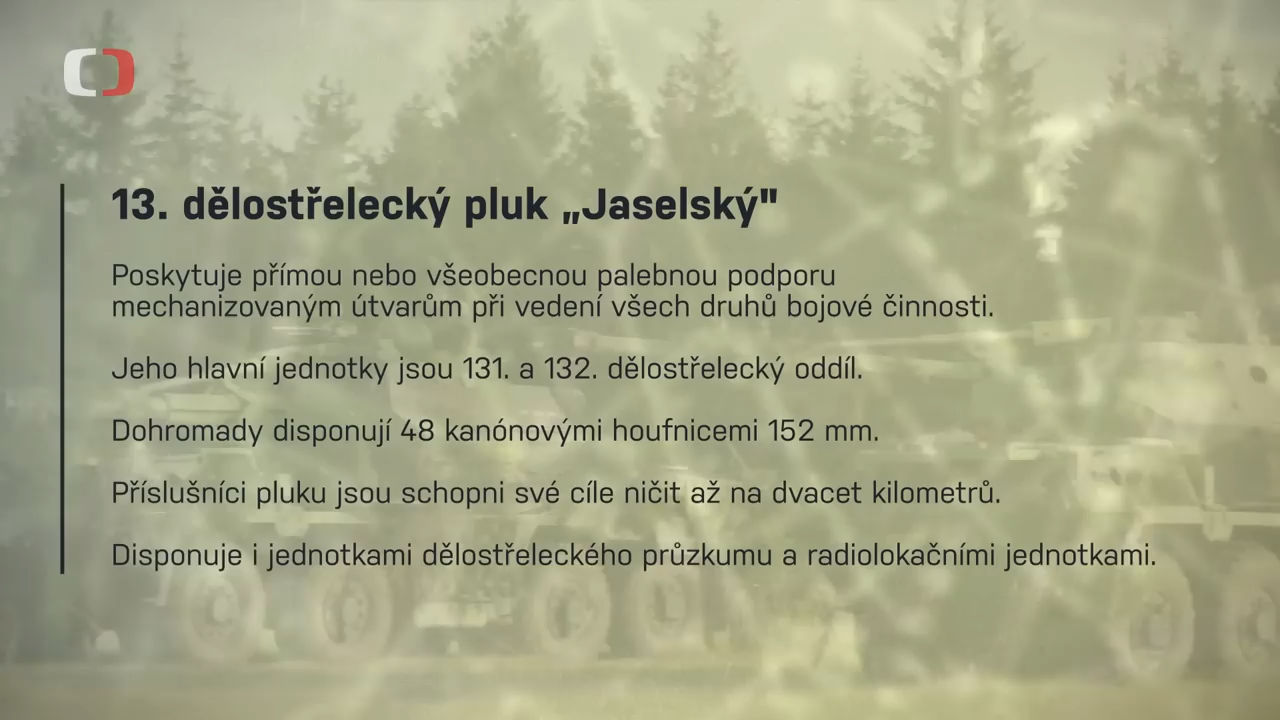 13. dělostřelecký pluk „Jaselský"
Poskytuje přímou nebo všeobecnou palebnou podporu
mechanizovaným útvarům při vedení všech druhů bojové činnosti.
Jeho hlavní jednotky jsou 131. a 132. dělostřelecký oddíl.
Dohromady disponují 48 kanónovými houfnicemi 152 mm.
Příslušníci pluku jsou schopni své cíle ničit až na dvacet kilometrů.
Disponuje i jednotkami dělostřeleckého průzkumu a radiolokačními jednotkami.